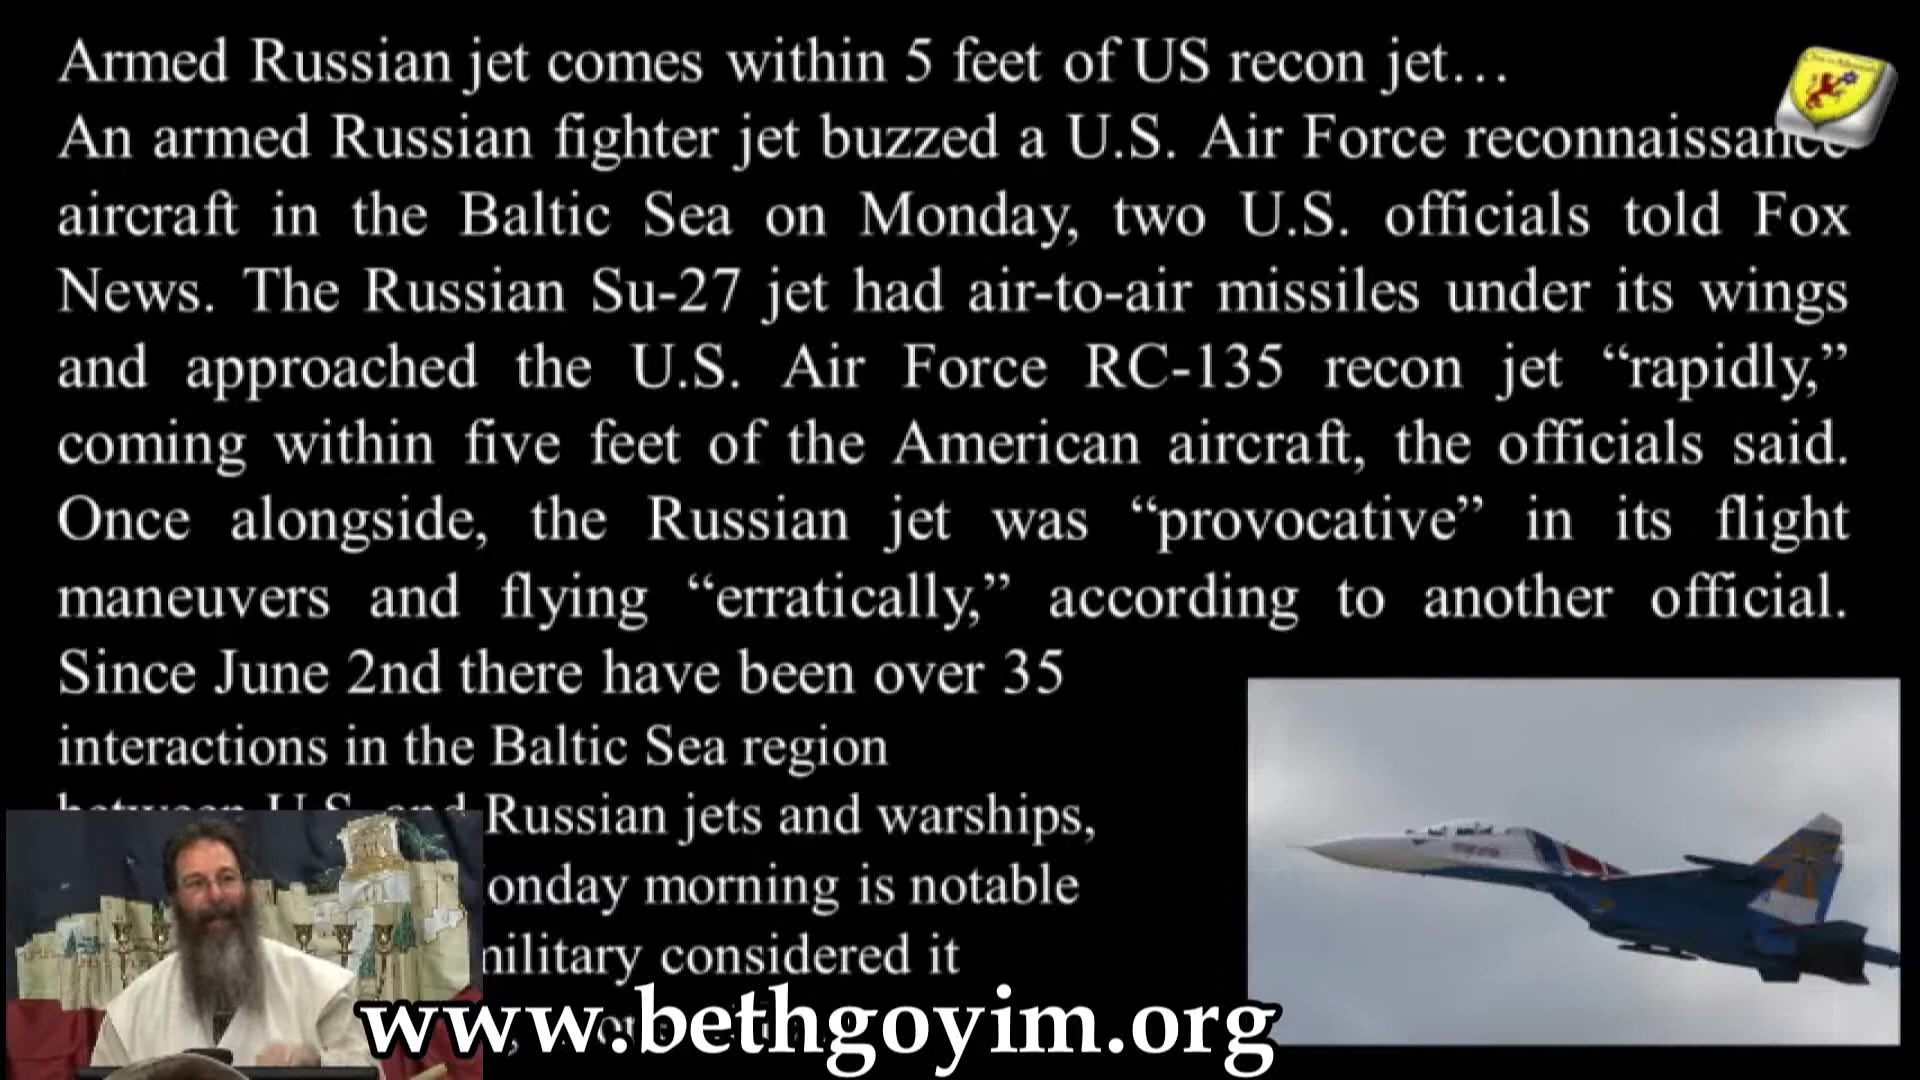 Armed Russian jet comes within 5 feet of US recon jet…
An armed Russian fighter jet buzzed a U.S. Air Force reconnaissance
aircraft in the Baltic Sea on Monday, two U.S. officials told Fox
News. The Russian Su-27 jet had air-to-air missiles under its wings
and approached the U.S. Air Force RC-135 recon jet “rapidly,”
coming within five feet of the American aircraft, the officials said.
Once alongside, the Russian jet was “provocative” in its flight
maneuvers and flying “erratically,” according to another official.
Since June 2nd there have been over 35
interactions in the Baltic Sea region
between U.S. and Russian jets and warships,
onday morning is notable
military considered it
www.bethgoyim.org